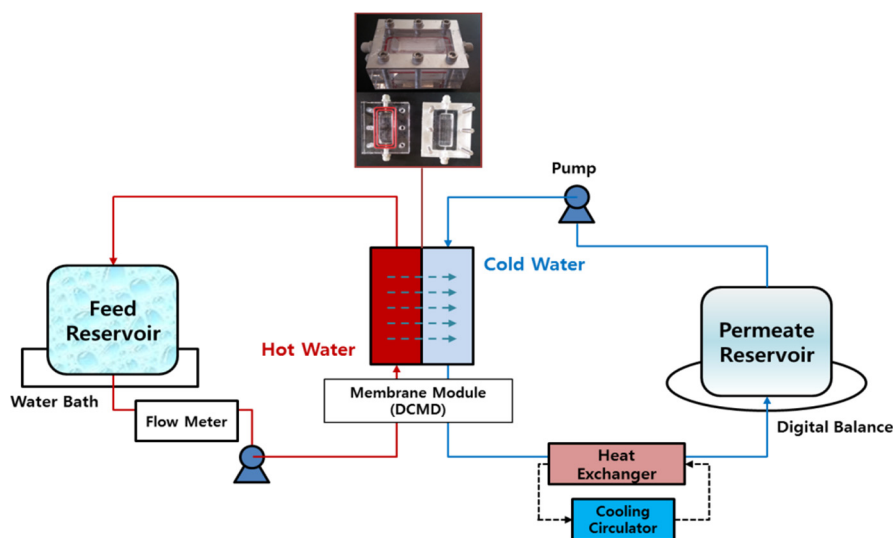 Pump
Cold Water
Feed
Reservoir
Hot Water
Permeate
Reservoir
Water Bath
Membrane Module
(DCMD)
Flow Meter
Digital Balance
Heat
Exchanger
Cooling
Circulator